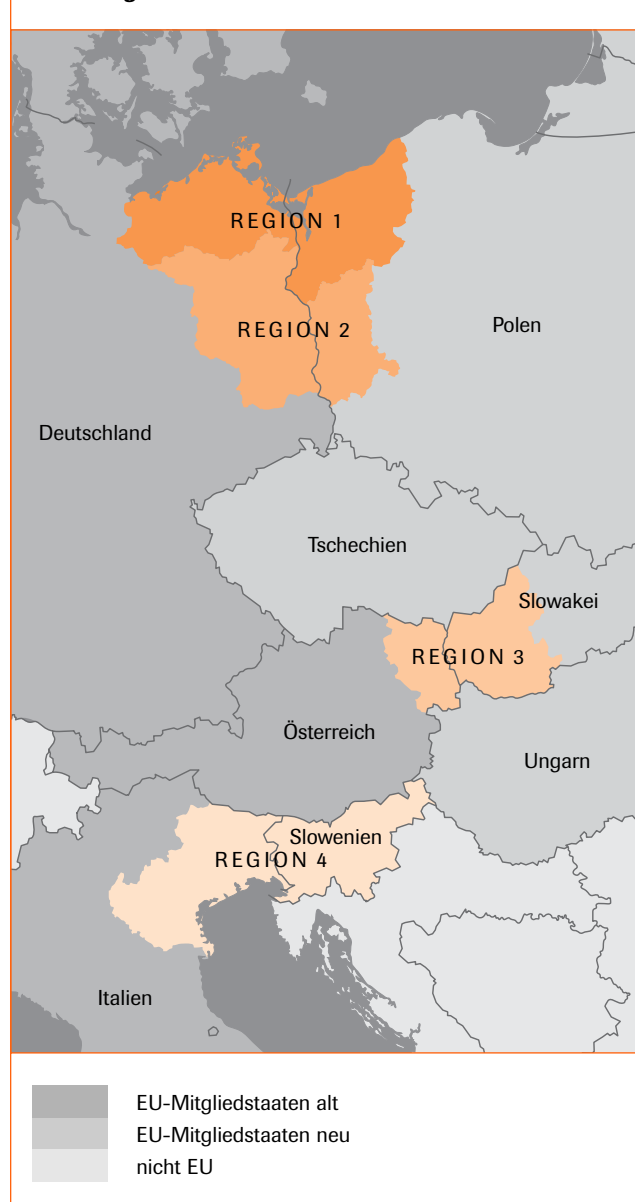 REGION 1
REGION 2
Polen
Deutschland
Tschechien
Slowakei
REGION 3
Österreich
Ungarn
Slowenien
REGION 4
Italien
EU-Mitgliedstaaten alt
EU-Mitgliedstaaten neu
nicht EU